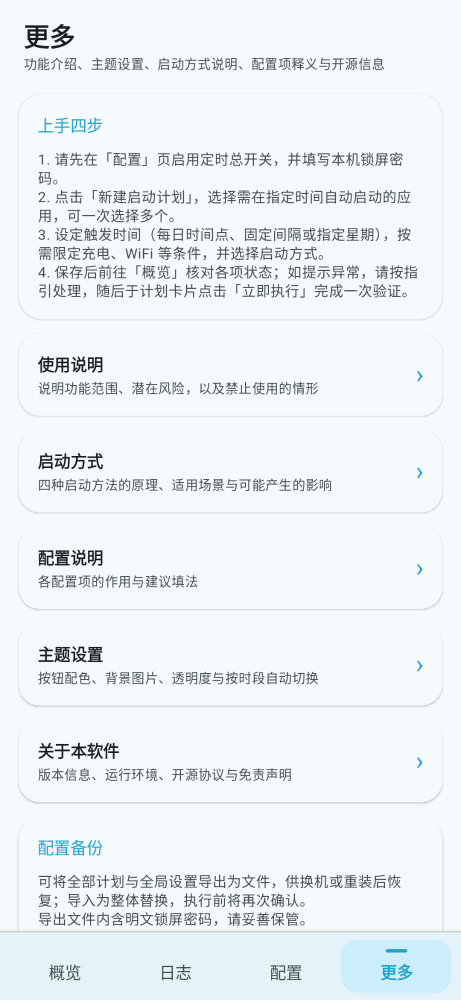 更多
功能介绍、主题设置、启动方式说明、配置项释义与开源信息
上手四步
1. 请先在「配置」页启用定时总开关，并填写本机锁屏密
码。
2. 点击「新建启动计划」，选择需在指定时间自动启动的应
用，可一次选择多个。
3. 设定触发时间（每日时间点、固定间隔或指定星期），按
需限定充电、WiFi 等条件，并选择启动方式。
4. 保存后前往「概览」核对各项状态；如提示异常，请按指
引处理，随后于计划卡片点击「立即执行」完成一次验证。
使用说明
说明功能范围、潜在风险，以及禁止使用的情形
›
启动方式
四种启动方法的原理、适用场景与可能产生的影响
›
配置说明
各配置项的作用与建议填法
›
主题设置
按钮配色、背景图片、透明度与按时段自动切换
›
关于本软件
版本信息、运行环境、开源协议与免责声明
›
配置备份
可将全部计划与全局设置导出为文件，供换机或重装后恢
复；导入为整体替换，执行前将再次确认。
导出文件内含明文锁屏密码，请妥善保管。
概览
日志
配置
更多